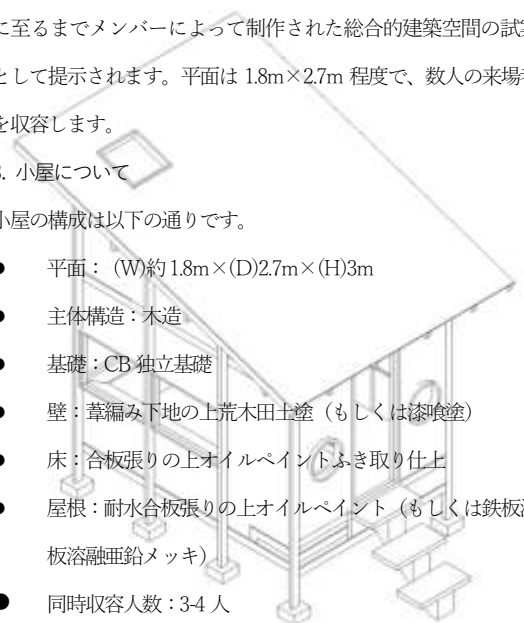 に至るまでメンバーによって制作された総合的建築空間の試
として提示されます。平面は 1.8m×2.7m 程度で、数人の来場
を収容します。
. 小屋について
小屋の構成は以下の通りです。
● 平面： (W)約 1.8m×(D)2.7m×(H)3m
● 主体構造：木造
● 基礎：CB 独立基礎
● 壁：葦編み下地の上荒木田土塗（もしくは漆喰塗）
● 床：合板張りの上オイルペイントふき取り仕上
● 屋根：耐水合板張りの上オイルペイント（もしくは鉄板
板溶融亜鉛メッキ）
● 同時収容人数：3-4 人